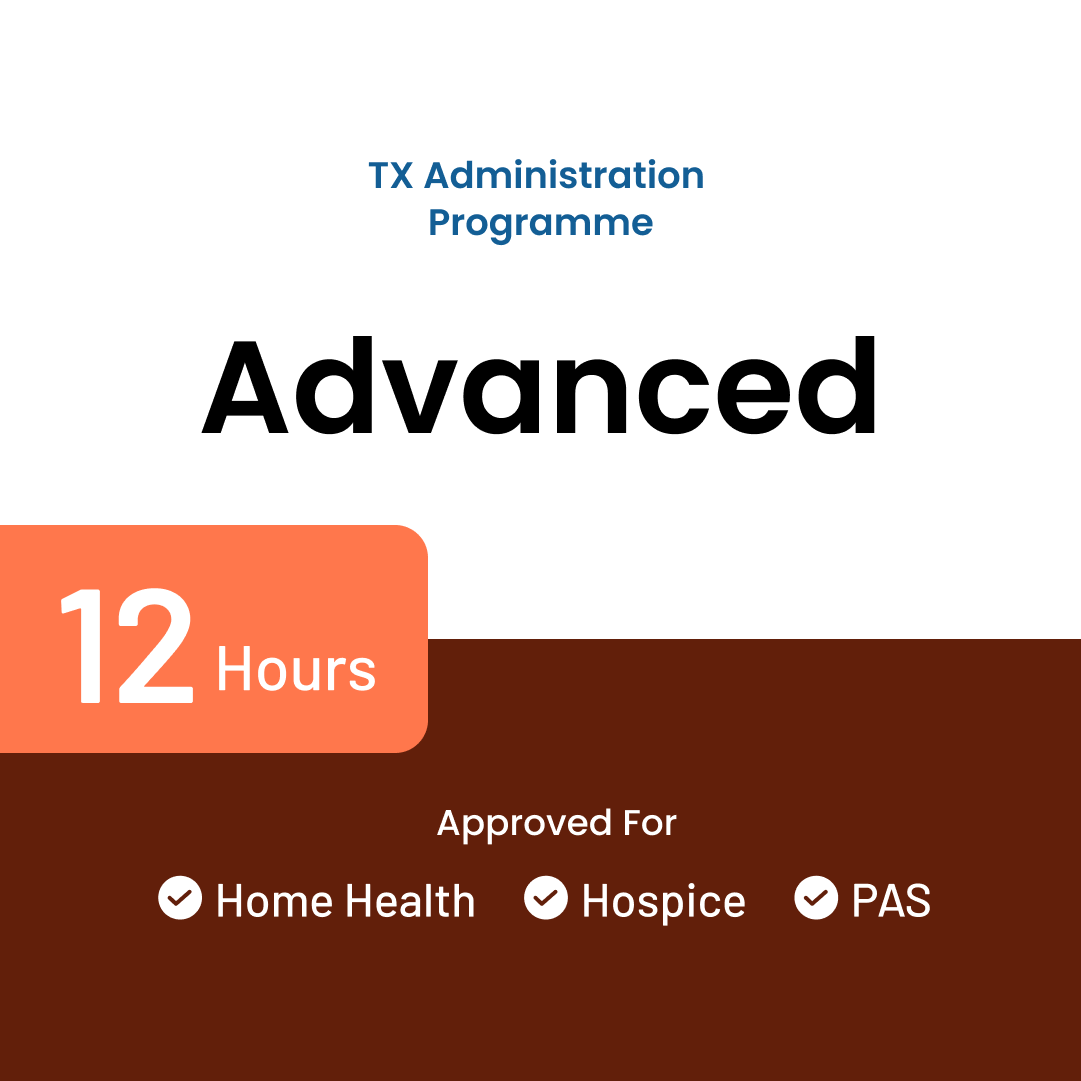 TX Administration
Programme
Advanced
12 Hours
Approved For
Home Health Hospice PAS